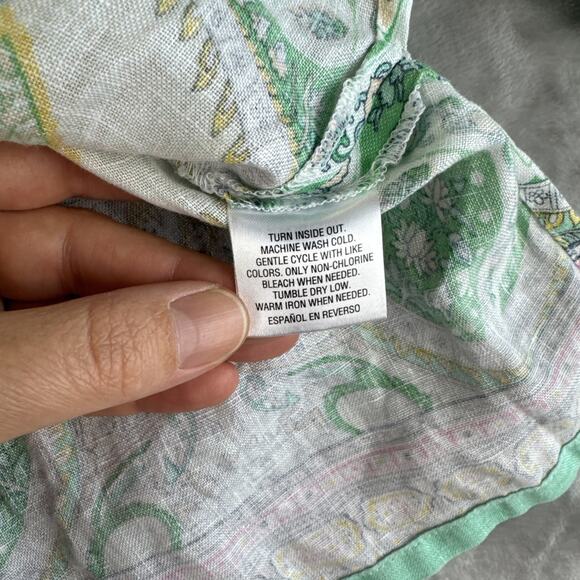 TURN INSIDE OUT.
MACHINE WASH COLD.
GENTLE CYCLE WITH LIKE
COLORS. ONLY NON-CHLORINE
BLEACH WHEN NEEDED.
TUMBLE DRY LOW.
WARM IRON WHEN NEEDED.
ESPAÑOL EN REVERSO